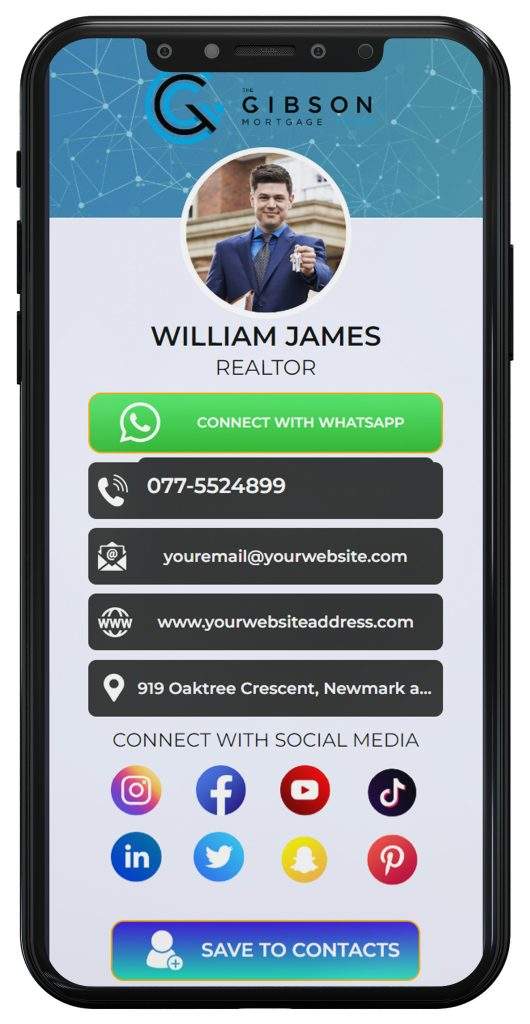 THE
GIBSON
MORTGAGE
WILLIAM JAMES
REALTOR
CONNECT WITH WHATSAPP
077-5524899
@
youremail@yourwebsite.com
WWW
www.yourwebsiteaddress.com
919 Oaktree Crescent, Newmark a...
CONNECT WITH SOCIAL MEDIA
in
SAVE TO CONTACTS